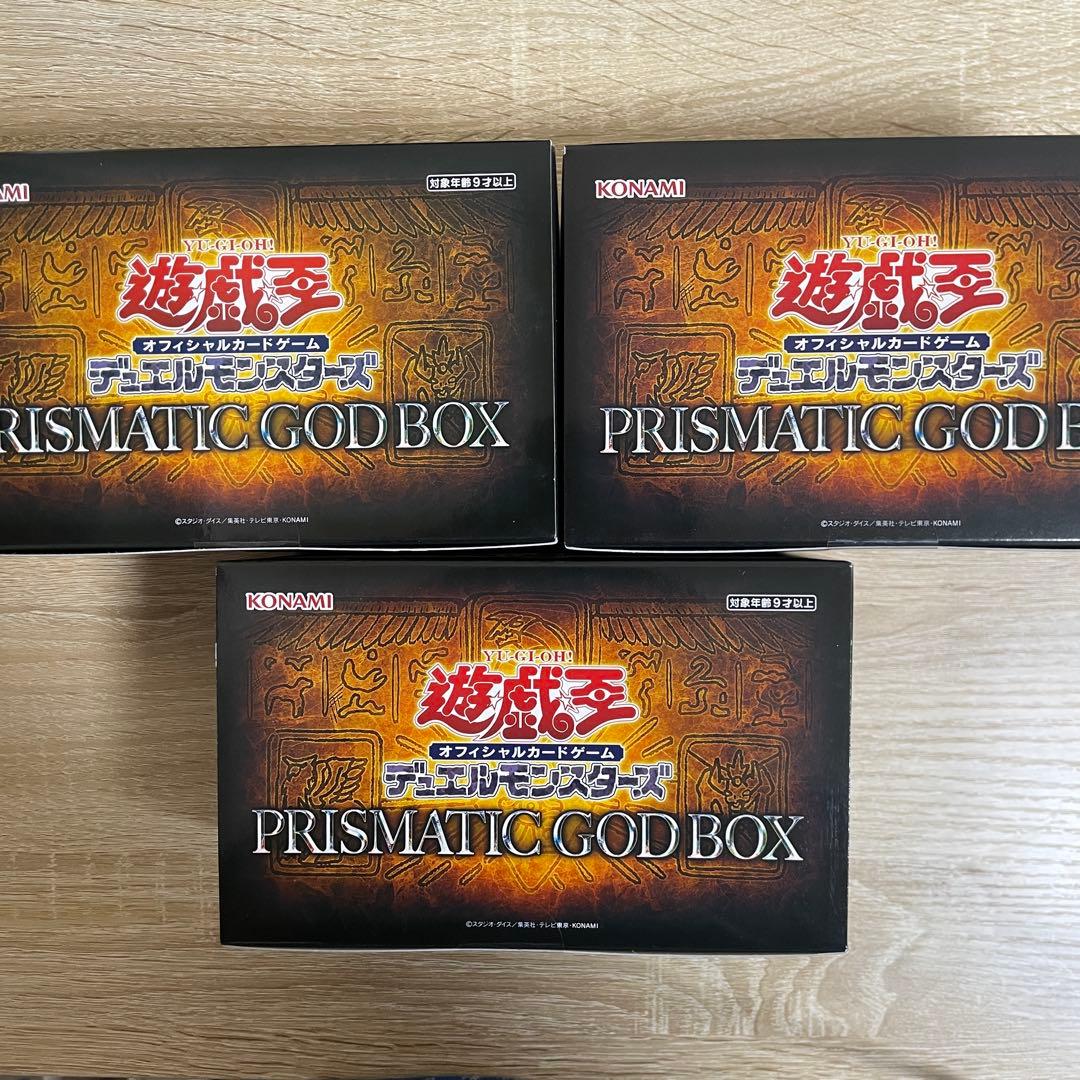 AMI
対象年齢9才以上
YU-GI-OH!
遊戯王
オフィシャルカードゲーム
デュエルモンスターズ
RISMATIC GOD BOX
©スタジオ・ダイス/集英社・テレビ東京・KONAMI
KONAMI
YU-GI-OH!
遊戯王
オフィシャルカードゲーム
デュエルモンスターズ
PRISMATIC GOD B
©スタジオ・ダイス/集英社・テレビ東京・KONAMI
KONAMI
対象年齢9才以上
YU-GI-OH!
遊戯王
オフィシャルカードゲーム
デュエルモンスターズ
PRISMATIC GOD BOX
©スタジオ・ダイス/集英社・テレビ東京・KONAMI